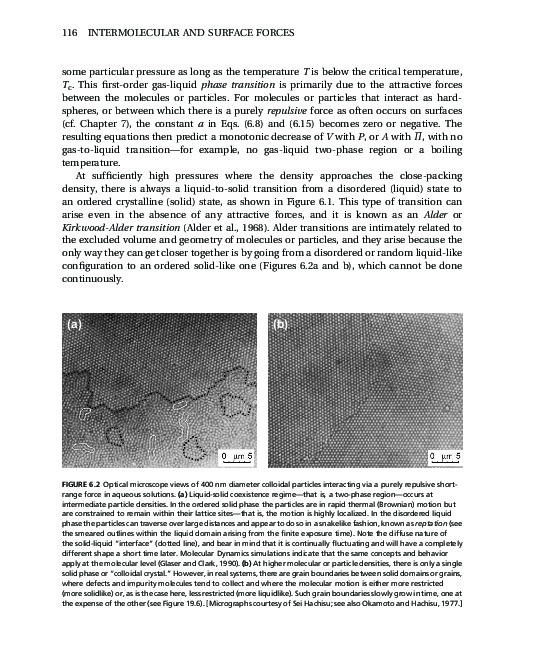 116 INTERMOLECULAR AND SURFACE FORCES
some particular pressure as long as the temperature T is below the critical temperature,
Tc. This first-order gas-liquid phase transition is primarily due to the attractive forces
between the molecules or particles. For molecules or particles that interact as hard-
spheres, or between which there is a purely repulsive force as often occurs on surfaces
(cf. Chapter 7), the constant a in Eqs. (6.8) and (6.15) becomes zero or negative. The
resulting equations then predict a monotonic decrease of V with P, or A with Π, with no
gas-to-liquid transition—for example, no gas-liquid two-phase region or a boiling
temperature.
At sufficiently high pressures where the density approaches the close-packing
density, there is always a liquid-to-solid transition from a disordered (liquid) state to
an ordered crystalline (solid) state, as shown in Figure 6.1. This type of transition can
arise even in the absence of any attractive forces, and it is known as an Alder or
Kirkwood-Alder transition (Alder et al., 1968). Alder transitions are intimately related to
the excluded volume and geometry of molecules or particles, and they arise because the
only way they can get closer together is by going from a disordered or random liquid-like
configuration to an ordered solid-like one (Figures 6.2a and b), which cannot be done
continuously.
(a)
(b)
0 μm 5
0 μm 5
FIGURE 6.2 Optical microscope views of 400 nm diameter colloidal particles interacting via a purely repulsive short-
range force in aqueous solutions. (a) Liquid-solid coexistence regime—that is, a two-phase region—occurs at
intermediate particle densities. In the ordered solid phase the particles are in rapid thermal (Brownian) motion but
are constrained to remain within their lattice sites—that is, the motion is highly localized. In the disordered liquid
phase the particles can traverse over large distances and appear to do so in a snakelike fashion, known as reptation (see
the smeared outlines within the liquid domain arising from the finite exposure time). Note the diffuse nature of
the solid-liquid “interface” (dotted line), and bear in mind that it is continually fluctuating and will have a completely
different shape a short time later. Molecular Dynamics simulations indicate that the same concepts and behavior
apply at the molecular level (Glaser and Clark, 1990). (b) At higher molecular or particle densities, there is only a single
solid phase or “colloidal crystal.” However, in real systems, there are grain boundaries between solid domains or grains,
where defects and impurity molecules tend to collect and where the molecular motion is either more restricted
(more solidlike) or, as is the case here, less restricted (more liquidlike). Such grain boundaries slowly grow in time, one at
the expense of the other (see Figure 19.6). [Micrographs courtesy of Sei Hachisu; see also Okamoto and Hachisu, 1977.]